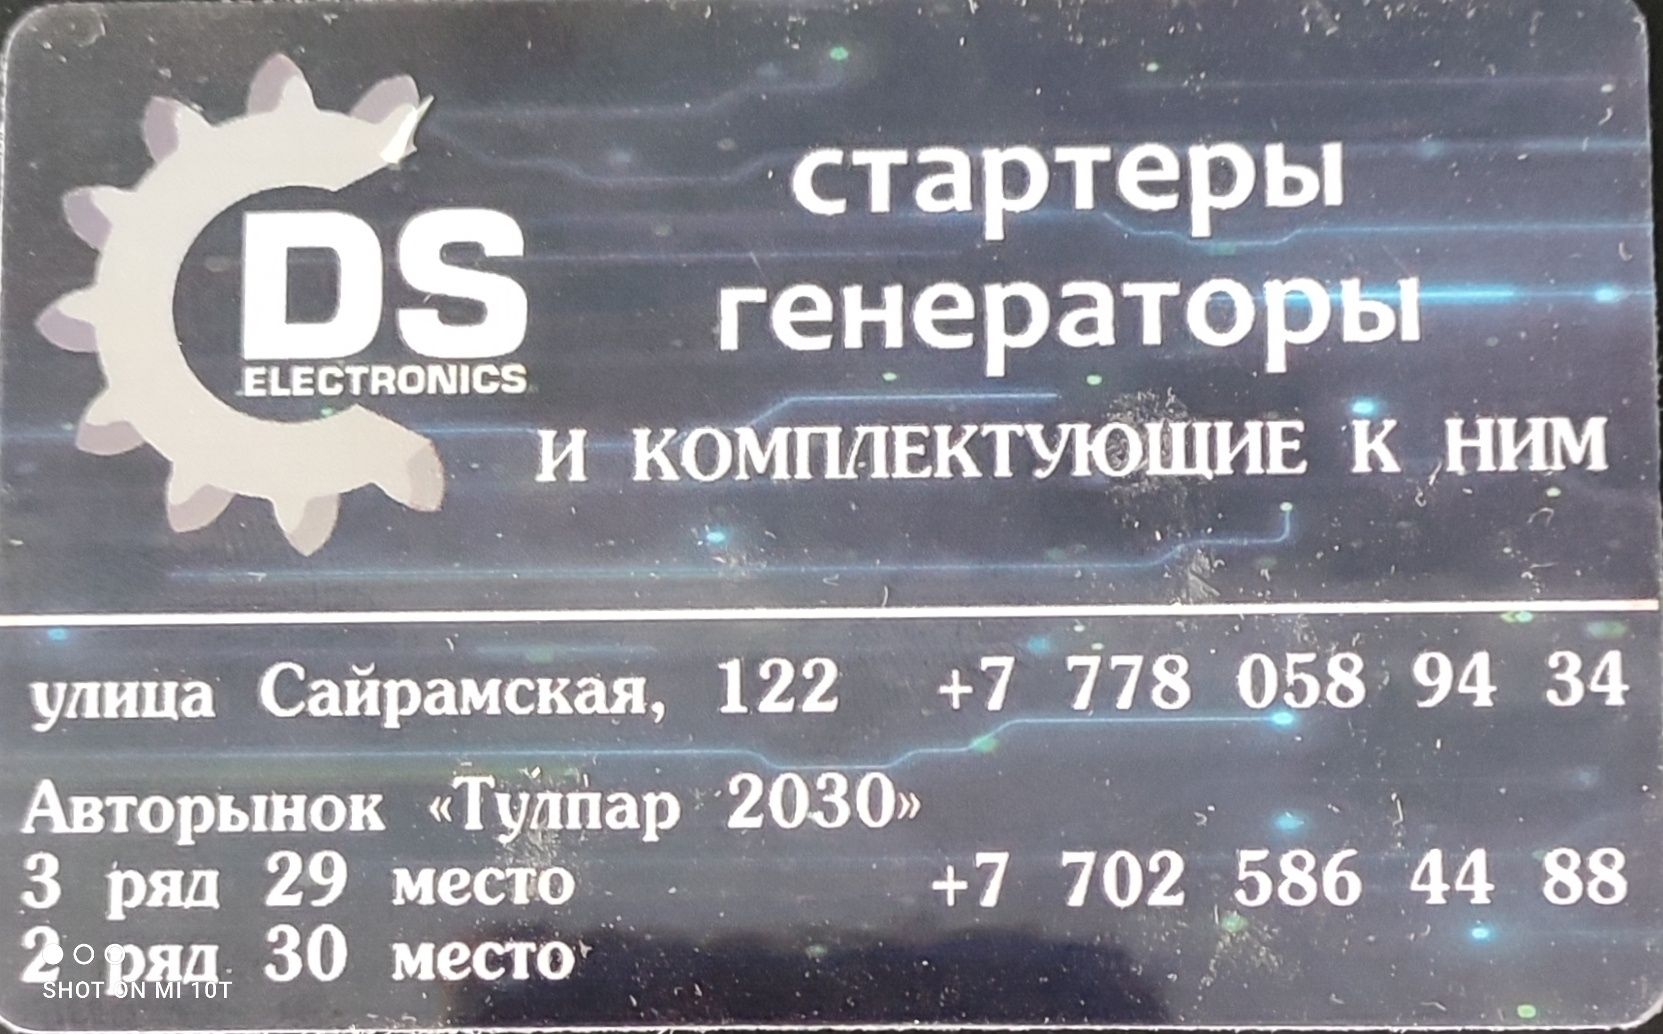 DS
ELECTRONICS
стартеры
генераторы
И КОМПЛЕКТУЮЩИЕ К НИМ
улица Сайрамская, 122 +7 778 058 94 34
Авторынок «Тулпар 2030»
3 ряд 29 место +7 702 586 44 88
2 ряд 30 место
SHOT ON MI 10T